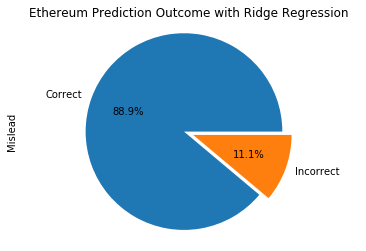 Ethereum Prediction Outcome with Ridge Regression
Correct
88.9%
Mislead
11.1%
Incorrect